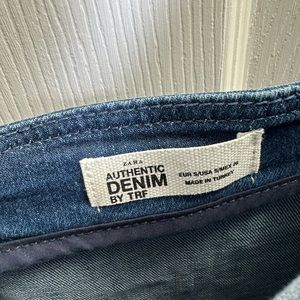 ZARA
AUTHENTIC
DENIM
BY TRF
EUR S/USA S/MEX 26
MADE IN TURKEY